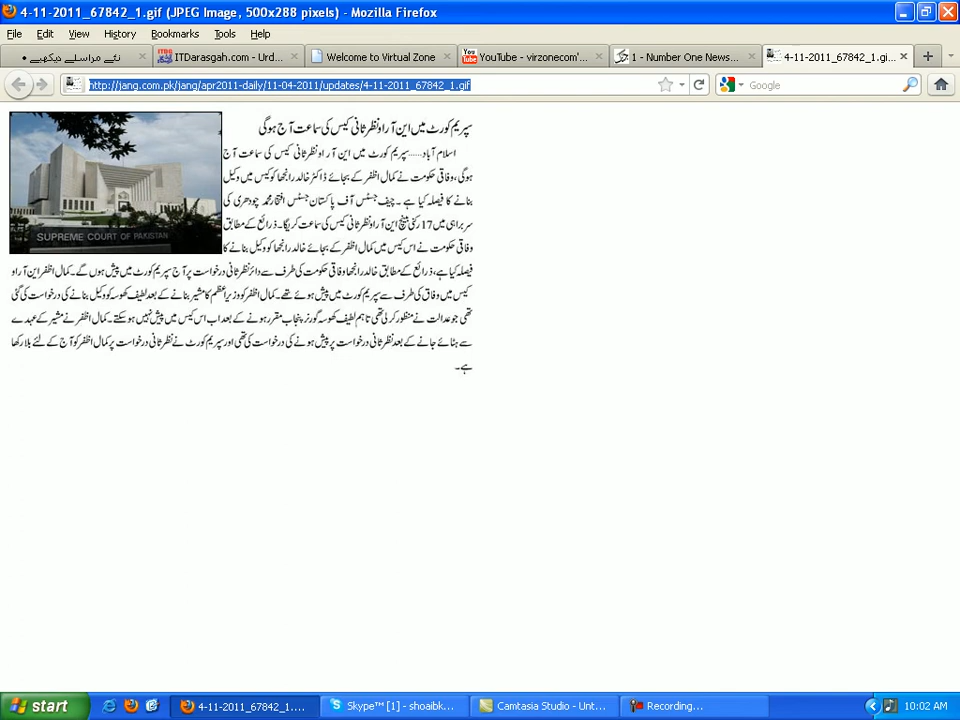 4-11-2011_67842_1.gif (JPEG Image, 500x288 pixels) - Mozilla Firefox
File Edit View History Bookmarks Tools Help
نئے مراسلے دیکھیے •
ITDarasgah.com - Urd...
Welcome to Virtual Zone
YouTube - virzonecom'...
1 - Number One News...
4-11-2011_67842_1.gi...
http://jang.com.pk/jang/apr2011-daily/11-04-2011/updates/4-11-2011_67842_1.gif
Google
سپریم کورٹ میں این آر او نظر ثانی کیس کی سماعت آج ہوگی
اسلام آباد......سپریم کورٹ میں این آر او نظر ثانی کیس کی سماعت آج
ہوگی،وفاقی حکومت نے کمال اظفر کے بجائے ڈاکٹر خالد رانجھا کو کیس میں وکیل
بنانے کا فیصلہ کیا ہے ۔چیف جسٹس آف پاکستان جسٹس افتخار محمد چودھری کی
سربراہی میں 17 رکنی بینچ این آر او نظر ثانی کیس کی سماعت کریگا۔ذرائع کے مطابق
وفاقی حکومت نے اس کیس میں کمال اظفر کے بجائے خالد رانجھا کو وکیل بنانے کا
فیصلہ کیا ہے،ذرائع کے مطابق خالد رانجھا وفاقی حکومت کی طرف سے دائر نظر ثانی درخواست پر آج سپریم کورٹ میں پیش ہوں گے۔کمال اظفر این آر او
کیس میں وفاق کی طرف سے سپریم کورٹ میں پیش ہوئے تھے۔کمال اظفر کو وزیراعظم کا مشیر بنانے کے بعد لطیف کھوسہ کو وکیل بنانے کی درخواست کی گئی
تھی جو عدالت نے منظور کر لی تھی تاہم لطیف کھوسہ گورنر پنجاب مقرر ہونے کے بعد اب اس کیس میں پیش نہیں ہو سکتے۔کمال اظفر نے مشیر کے عہدے
سے ہٹائے جانے کے بعد نظر ثانی درخواست پر پیش ہونے کی درخواست کی تھی اور سپریم کورٹ نے نظر ثانی درخواست پر کمال اظفر کو آج کے لئے بلا رکھا
ہے۔
SUPREME COURT OF PAKISTAN
start
4-11-2011_67842_1....
Skype™ [1] - shoaibk...
Camtasia Studio - Unt...
Recording...
10:02 AM